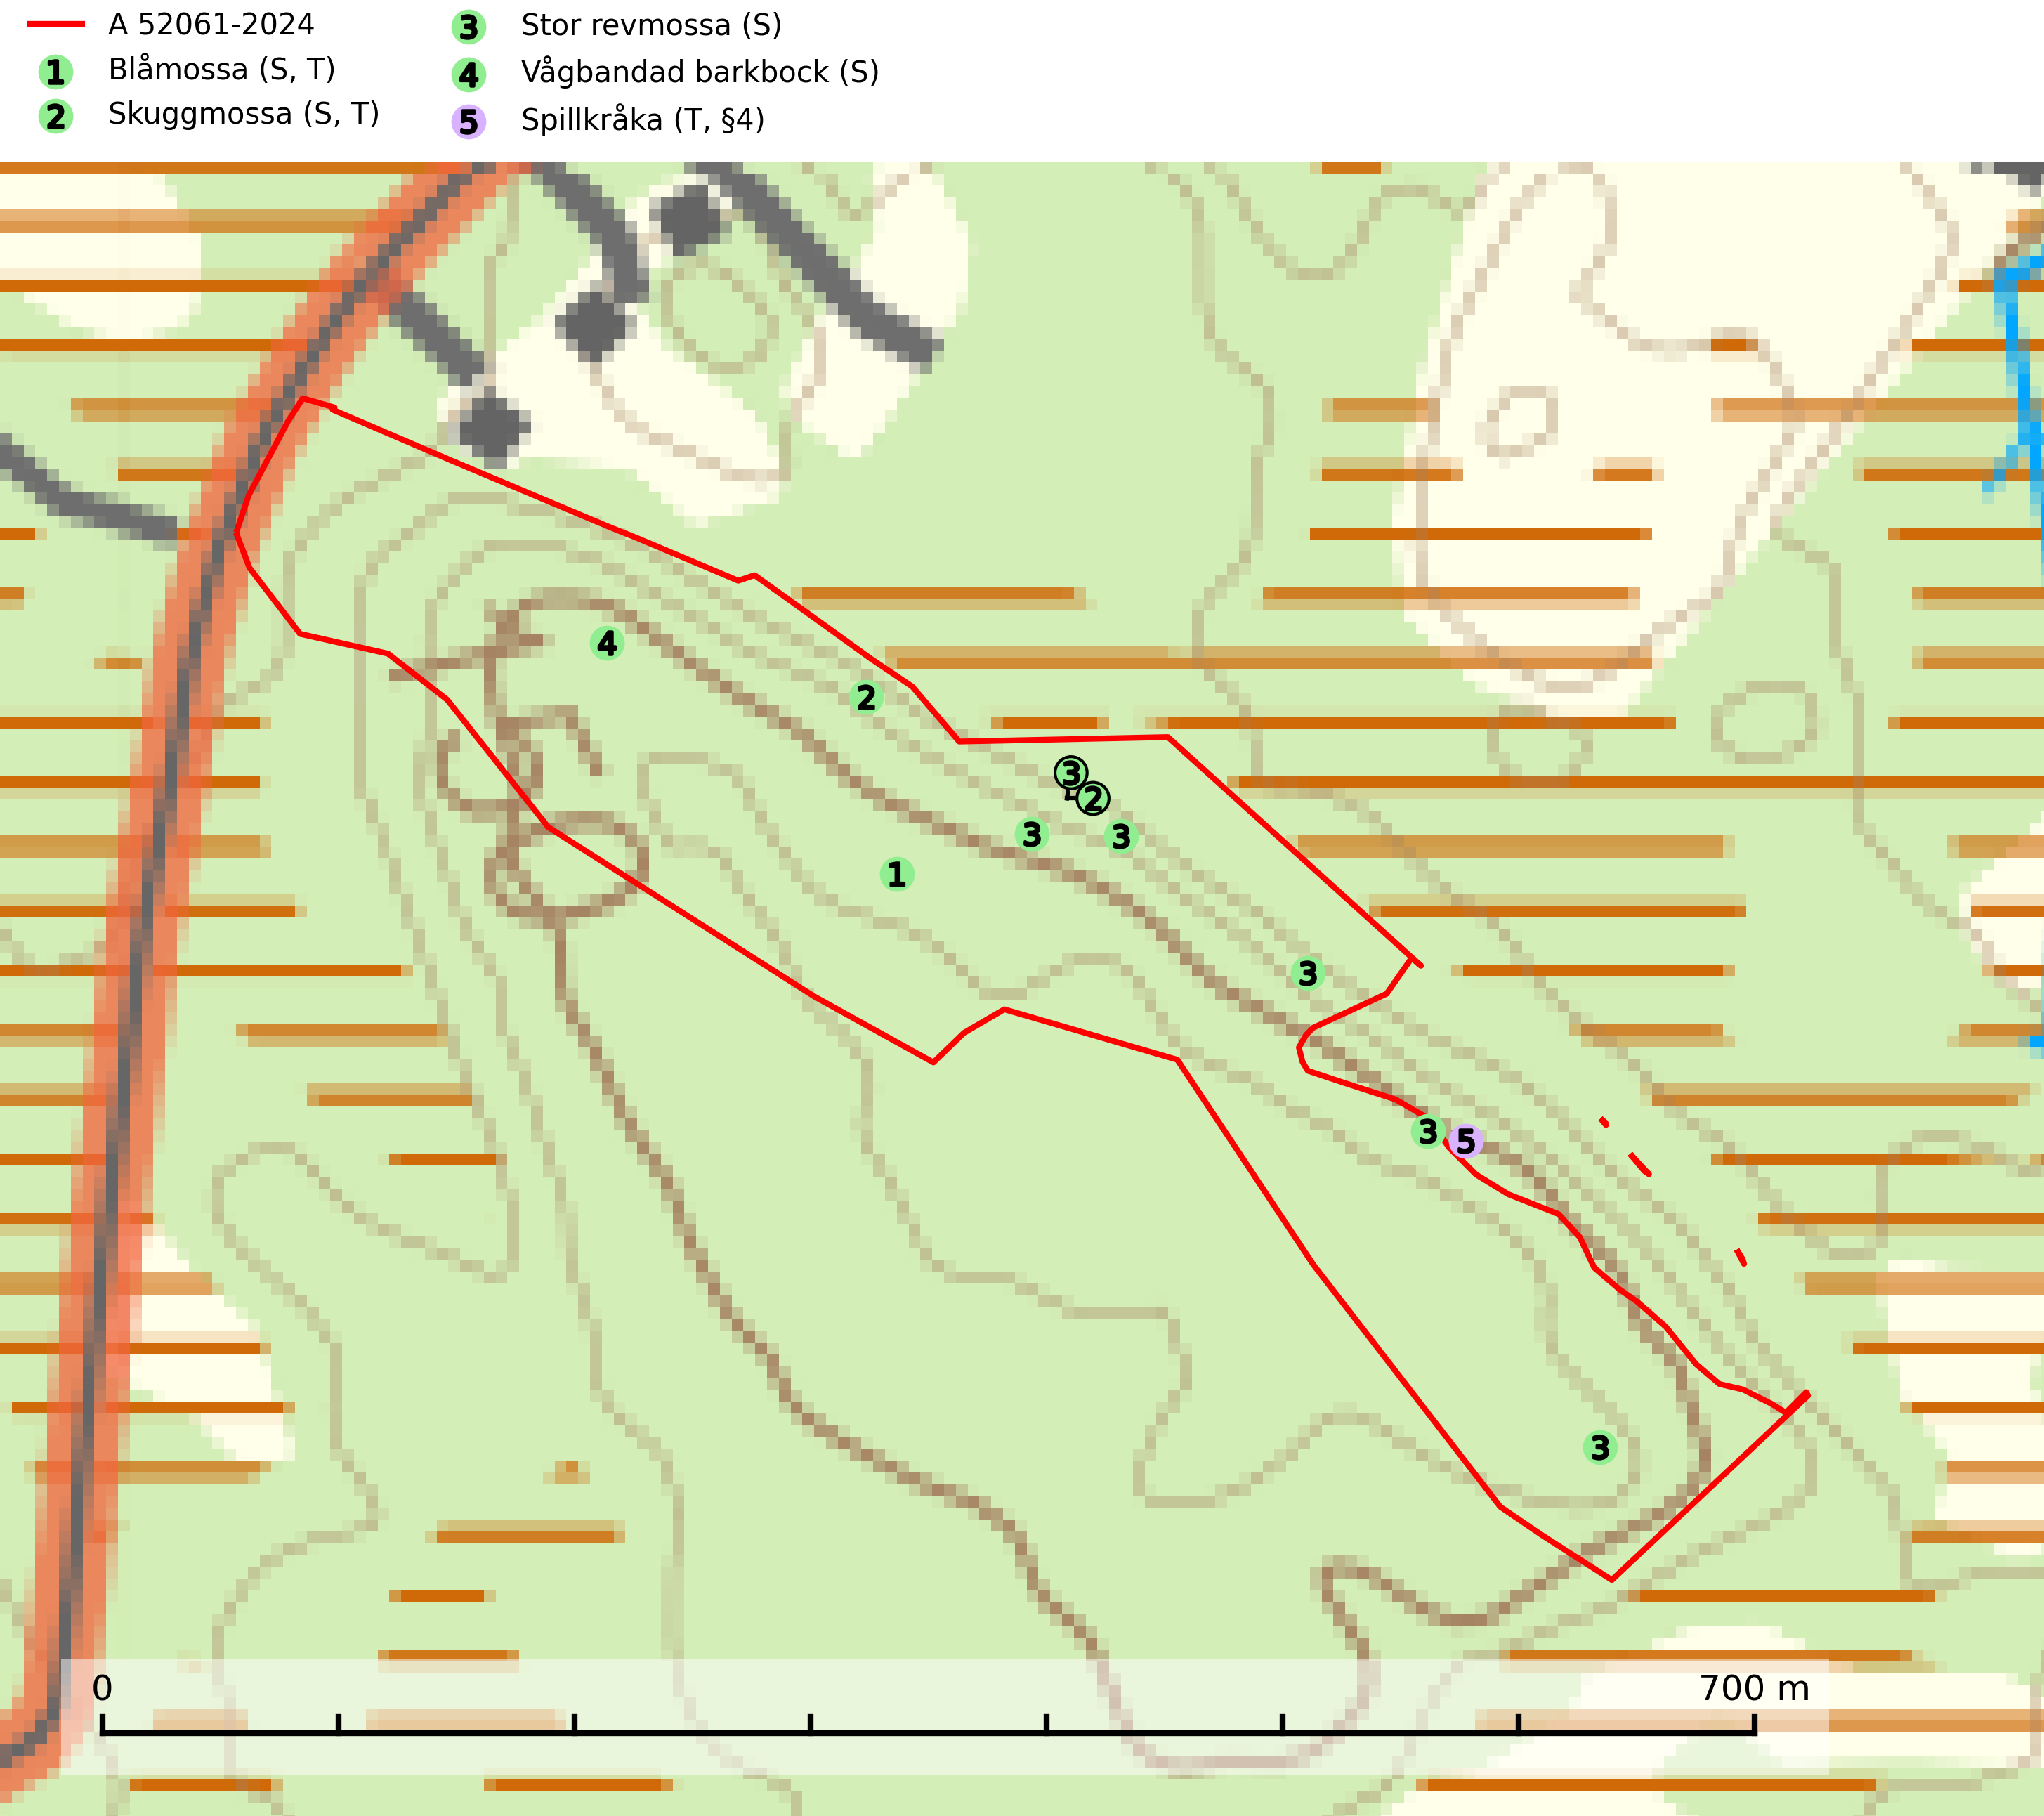 A 52061-2024
1 Blåmossa (S, T)
2 Skuggmossa (S, T)
3 Stor revmossa (S)
4 Vågbandad barkbock (S)
5 Spillkråka (T, §4)
4
2
3
2
3
3
1
3
3
5
3
0
700 m